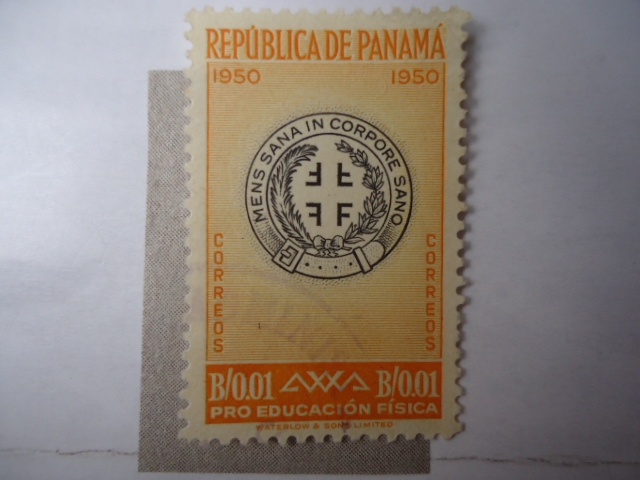 REPÚBLICA DE PANAMÁ
1950 1950
MENS SANA IN CORPORE SANO
F F
F F
CORREOS CORREOS
B/0.01 B/0.01
PRO EDUCACIÓN FÍSICA
WATERLOW & SONS LIMITED